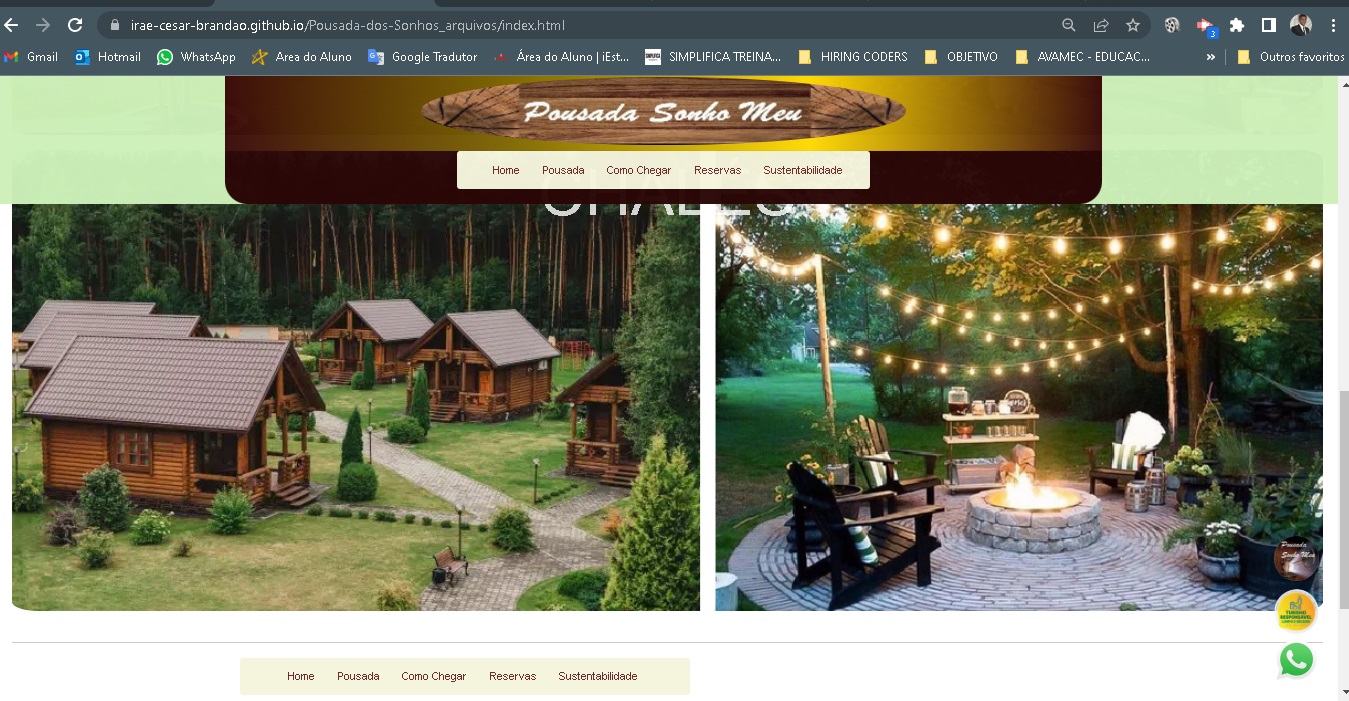 irae-cesar-brandao.github.io/Pousada-dos-Sonhos_arquivos/index.html
3
Gmail Hotmail WhatsApp Area do Aluno Google Tradutor Área do Aluno | iEst... SIMPLIFICA TREINA... HIRING CODERS OBJETIVO AVAMEC - EDUCAC... » Outros favoritos
Pousada Sonho Meu
Home Pousada Como Chegar Reservas Sustentabilidade
CHALÉS
Pousada
Sonho Meu
TURISMO
RESPONSÁVEL
Home Pousada Como Chegar Reservas Sustentabilidade